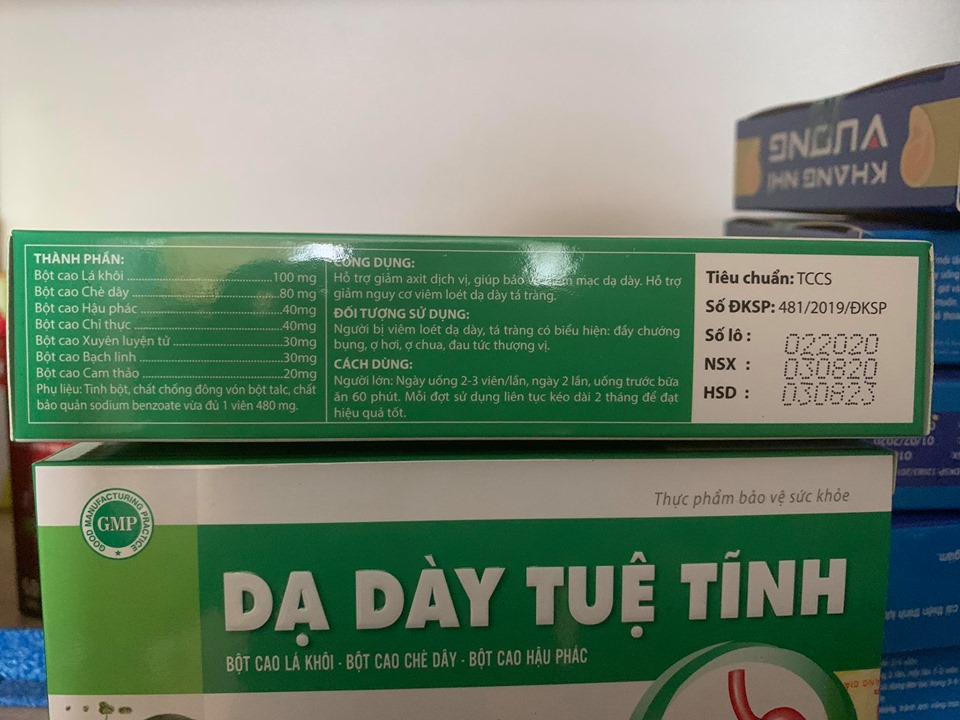 THÀNH PHẦN:
Bột cao Lá khôi 100 mg
Bột cao Chè dây 80 mg
Bột cao Hậu phác 40mg
Bột cao Chỉ thực 40mg
Bột cao Xuyên luyện tử 30mg
Bột cao Bạch linh 30mg
Bột cao Cam thảo 20mg
Phụ liệu: Tinh bột, chất chống đông vón bột talc, chất
bảo quản sodium benzoate vừa đủ 1 viên 480 mg.
CÔNG DỤNG:
Hỗ trợ giảm axit dịch vị, giúp bảo vệ niêm mạc dạ dày. Hỗ trợ
giảm nguy cơ viêm loét dạ dày tá tràng.
ĐỐI TƯỢNG SỬ DỤNG:
Người bị viêm loét dạ dày, tá tràng có biểu hiện: đầy chướng
bụng, ợ hơi, ợ chua, đau tức thượng vị.
CÁCH DÙNG:
Người lớn: Ngày uống 2-3 viên/lần, ngày 2 lần, uống trước bữa
ăn 60 phút. Mỗi đợt sử dụng liên tục kéo dài 2 tháng để đạt
hiệu quả tốt.
Tiêu chuẩn: TCCS
Số ĐKSP: 481/2019/ĐKSP
Số lô : 022020
NSX : 030820
HSD : 030823
KHANG NHI
VƯƠNG
GOOD MANUFACTURING PRACTICE
GMP
Thực phẩm bảo vệ sức khỏe
DẠ DÀY TUỆ TĨNH
BỘT CAO LÁ KHÔI - BỘT CAO CHÈ DÂY - BỘT CAO HẬU PHÁC